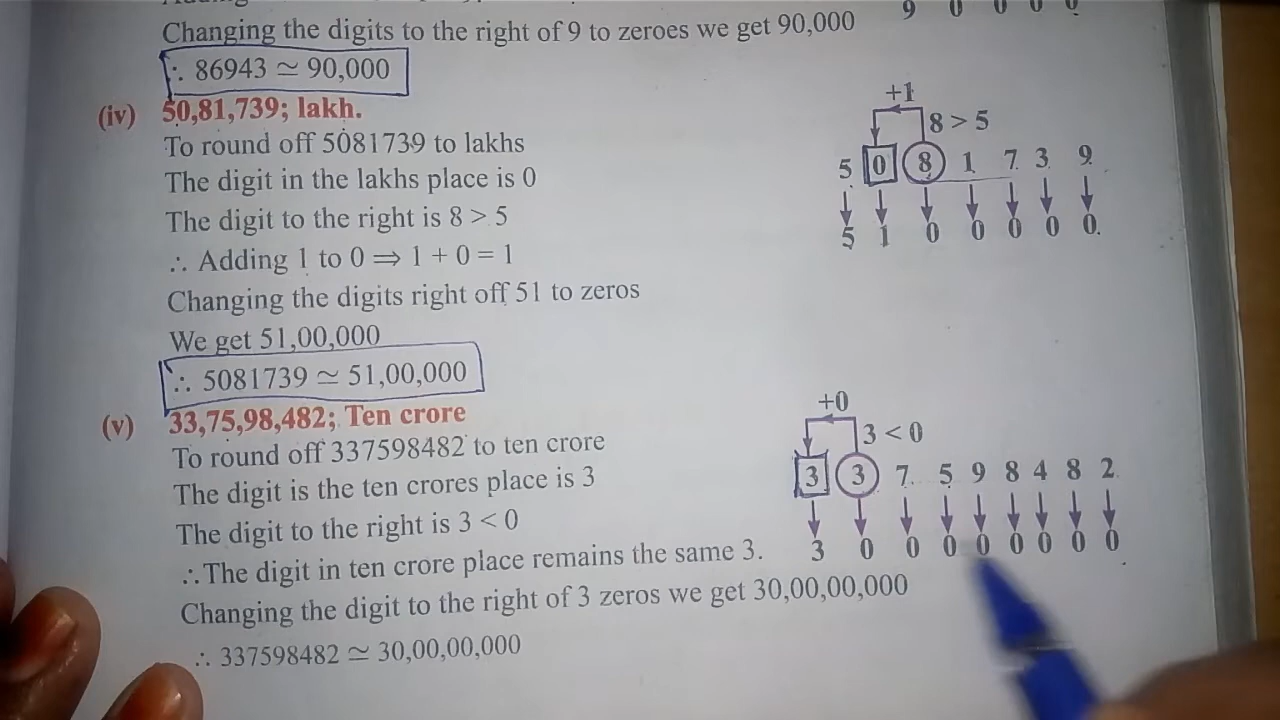 Changing the digits to the right of 9 to zeroes we get 90,000
9 0 0 0 0
∴ 86943 ≃ 90,000
(iv) 50,81,739; lakh.
To round off 5081739 to lakhs
The digit in the lakhs place is 0
The digit to the right is 8 > 5
∴ Adding 1 to 0 ⇒ 1 + 0 = 1
Changing the digits right off 51 to zeros
We get 51,00,000
∴ 5081739 ≃ 51,00,000
+1
8 > 5
5 0 8 1 7 3 9
5 1 0 0 0 0 0
(v) 33,75,98,482; Ten crore
To round off 337598482 to ten crore
The digit is the ten crores place is 3
The digit to the right is 3 < 0
∴ The digit in ten crore place remains the same 3.
Changing the digit to the right of 3 zeros we get 30,00,00,000
∴ 337598482 ≃ 30,00,00,000
+0
3 < 0
3 3 7 5 9 8 4 8 2
3 0 0 0 0 0 0 0 0